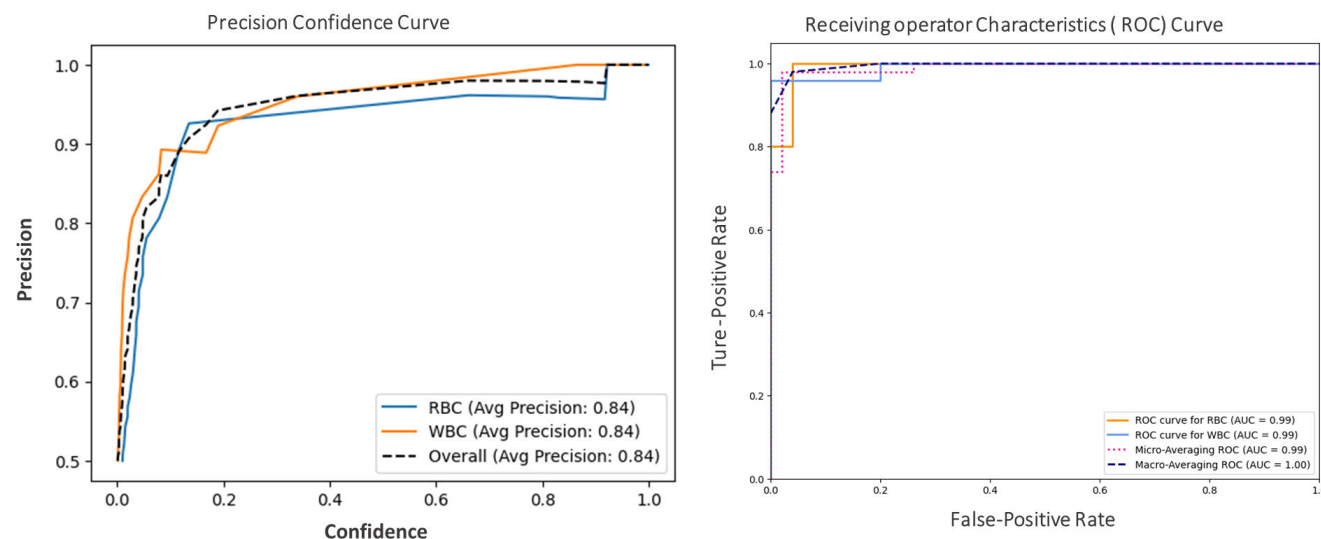 Precision Confidence Curve
1.0
0.9
0.8
0.7
0.6
0.5
Precision
0.0 0.2 0.4 0.6 0.8 1.0
Confidence
RBC (Avg Precision: 0.84)
WBC (Avg Precision: 0.84)
Overall (Avg Precision: 0.84)
Receiving operator Characteristics ( ROC) Curve
1.0
0.8
0.6
0.4
0.2
0.0
Ture-Positive Rate
0.0 0.2 0.4 0.6 0.8 1.
False-Positive Rate
ROC curve for RBC (AUC = 0.99)
ROC curve for WBC (AUC = 0.99)
Micro-Averaging ROC (AUC = 0.99)
Macro-Averaging ROC (AUC = 1.00)